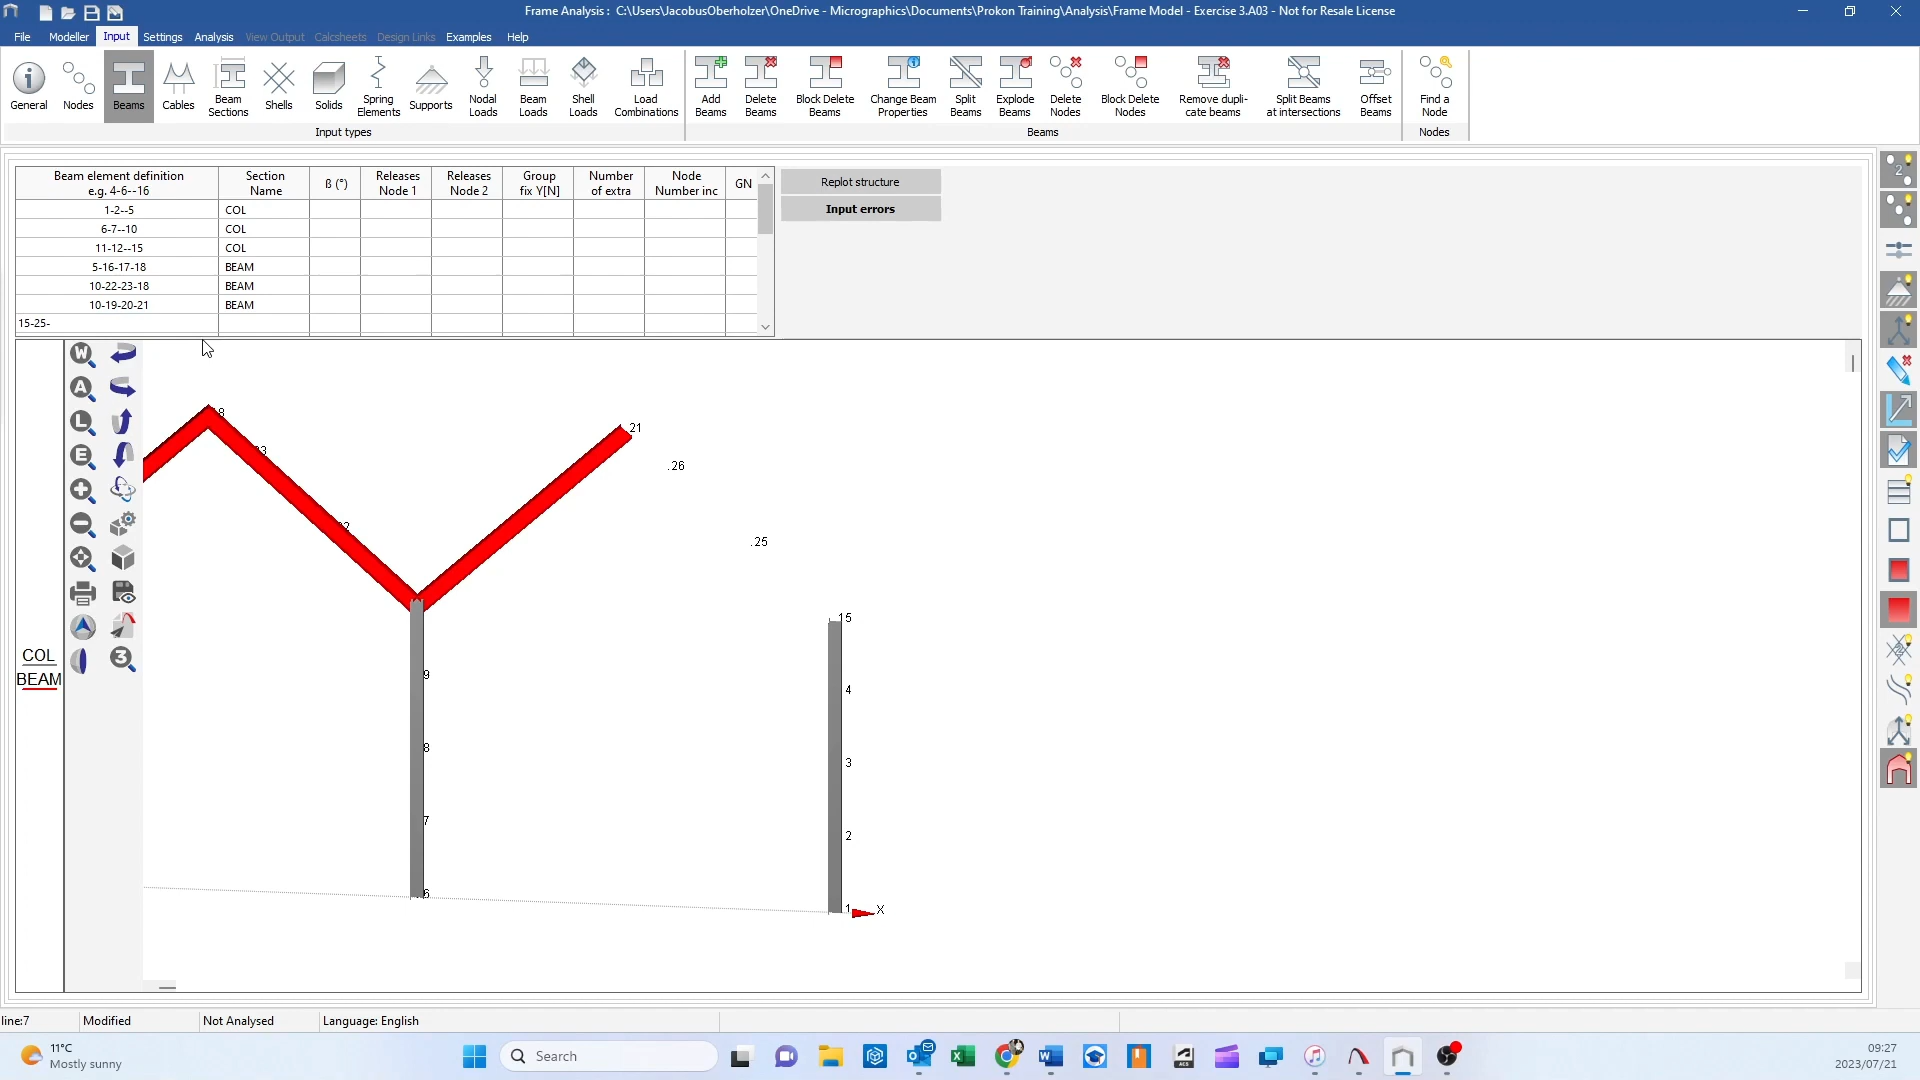 Frame Analysis : C:\Users\JacobusOberholzer\OneDrive - Micrographics\Documents\Prokon Training\Analysis\Frame Model - Exercise 3.A03 - Not for Resale License
File Modeller Input Settings Analysis View Output Calcsheets Design Links Examples Help
General Nodes Beams Cables Beam Sections Shells Solids Spring Elements Supports Nodal Loads Beam Loads Shell Loads Load Combinations Add Beams Delete Beams Block Delete Beams Change Beam Properties Split Beams Explode Beams Delete Nodes Block Delete Nodes Remove dupli-cate beams Split Beams at intersections Offset Beams Find a Node
Input types Beams Nodes
Beam element definition e.g. 4-6--16 Section Name ß (°) Releases Node 1 Releases Node 2 Group fix Y[N] Number of extra Node Number inc GN
Replot structure
Input errors
1-2--5 COL
6-7--10 COL
11-12--15 COL
5-16-17-18 BEAM
10-22-23-18 BEAM
10-19-20-21 BEAM
15-25-
W
A
L
E
3
COL
BEAM
.21
.26
.25
15
9
4
8
3
7
2
6
1
X
line:7 Modified Not Analysed Language: English
11°C
Mostly sunny
Search
09:27
2023/07/21